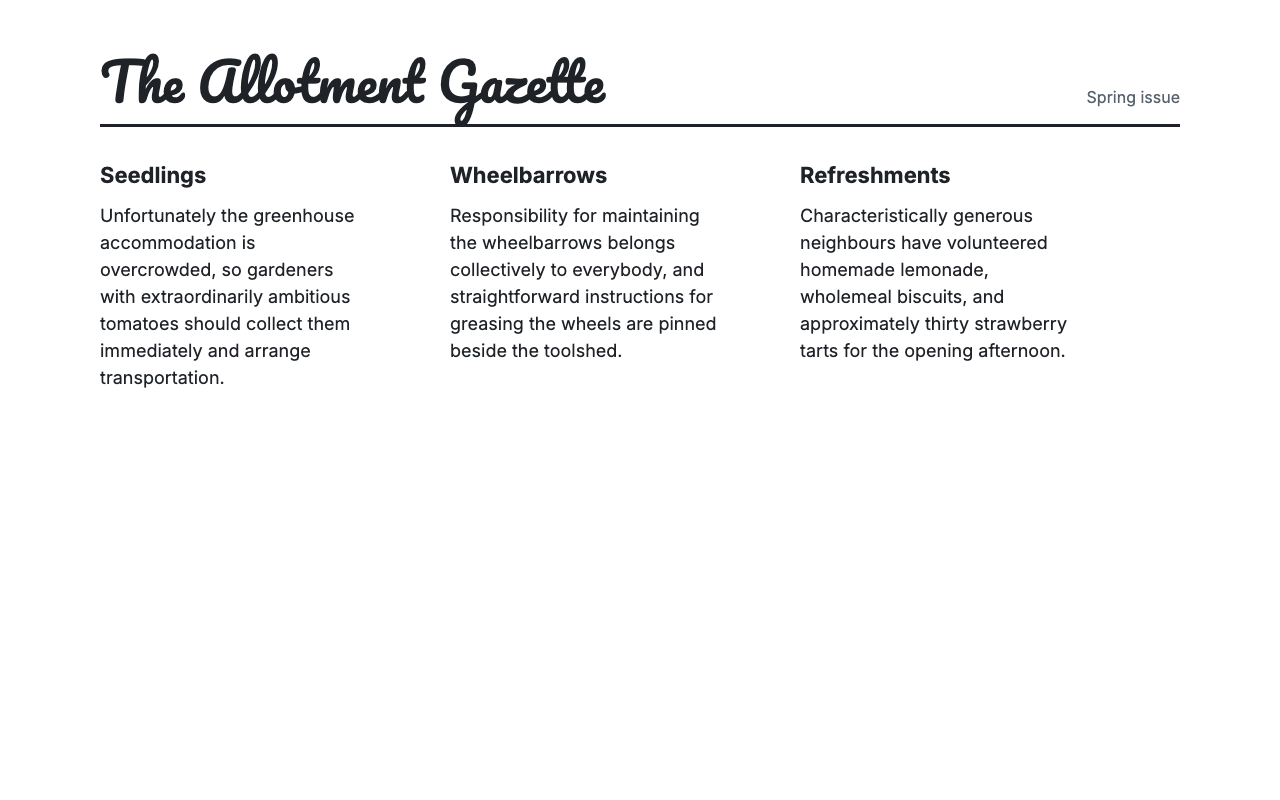 The Allotment Gazette
Spring issue
Seedlings
Unfortunately the greenhouse
accommodation is
overcrowded, so gardeners
with extraordinarily ambitious
tomatoes should collect them
immediately and arrange
transportation.
Wheelbarrows
Responsibility for maintaining
the wheelbarrows belongs
collectively to everybody, and
straightforward instructions for
greasing the wheels are pinned
beside the toolshed.
Refreshments
Characteristically generous
neighbours have volunteered
homemade lemonade,
wholemeal biscuits, and
approximately thirty strawberry
tarts for the opening afternoon.